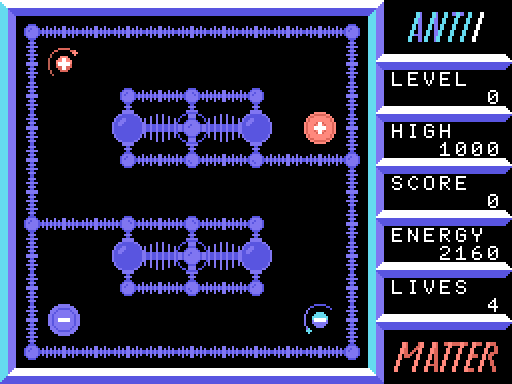 ANTI/
LEVEL
0
HIGH
1000
SCORE
0
ENERGY
2160
LIVES
4
MATTER